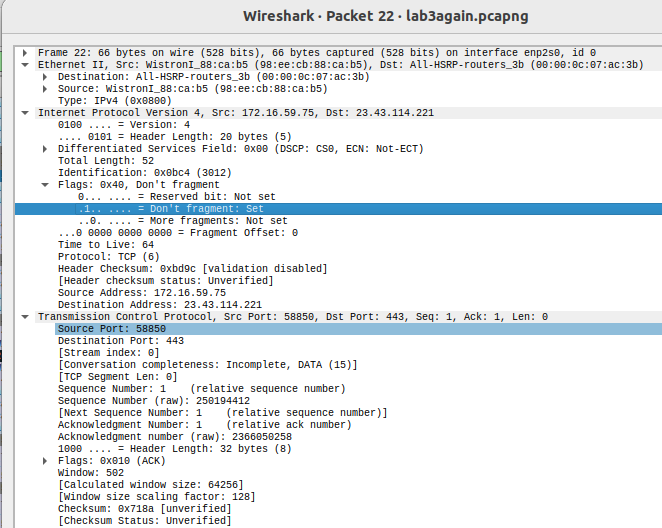 Wireshark · Packet 22 · lab3again.pcapng
Frame 22: 66 bytes on wire (528 bits), 66 bytes captured (528 bits) on interface enp2s0, id 0
Ethernet II, Src: WistronI_88:ca:b5 (98:ee:cb:88:ca:b5), Dst: All-HSRP-routers_3b (00:00:0c:07:ac:3b)
Destination: All-HSRP-routers_3b (00:00:0c:07:ac:3b)
Source: WistronI_88:ca:b5 (98:ee:cb:88:ca:b5)
Type: IPv4 (0x0800)
Internet Protocol Version 4, Src: 172.16.59.75, Dst: 23.43.114.221
0100 .... = Version: 4
.... 0101 = Header Length: 20 bytes (5)
Differentiated Services Field: 0x00 (DSCP: CS0, ECN: Not-ECT)
Total Length: 52
Identification: 0x0bc4 (3012)
Flags: 0x40, Don't fragment
0... .... = Reserved bit: Not set
.1.. .... = Don't fragment: Set
..0. .... = More fragments: Not set
...0 0000 0000 0000 = Fragment Offset: 0
Time to Live: 64
Protocol: TCP (6)
Header Checksum: 0xbd9c [validation disabled]
[Header checksum status: Unverified]
Source Address: 172.16.59.75
Destination Address: 23.43.114.221
Transmission Control Protocol, Src Port: 58850, Dst Port: 443, Seq: 1, Ack: 1, Len: 0
Source Port: 58850
Destination Port: 443
[Stream index: 0]
[Conversation completeness: Incomplete, DATA (15)]
[TCP Segment Len: 0]
Sequence Number: 1    (relative sequence number)
Sequence Number (raw): 250194412
[Next Sequence Number: 1    (relative sequence number)]
Acknowledgment Number: 1    (relative ack number)
Acknowledgment number (raw): 2366050258
1000 .... = Header Length: 32 bytes (8)
Flags: 0x010 (ACK)
Window: 502
[Calculated window size: 64256]
[Window size scaling factor: 128]
Checksum: 0x718a [unverified]
[Checksum Status: Unverified]